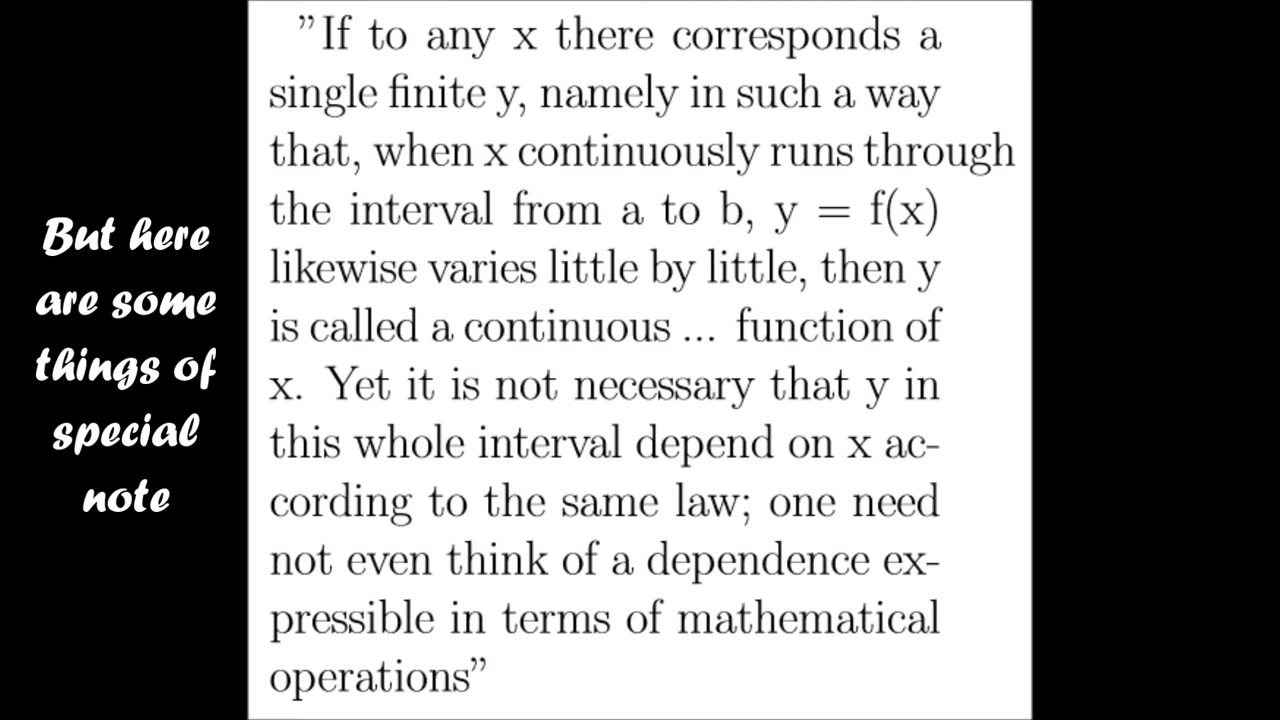 But here
are some
things of
special
note
”If to any x there corresponds a
single finite y, namely in such a way
that, when x continuously runs through
the interval from a to b, y = f(x)
likewise varies little by little, then y
is called a continuous ... function of
x. Yet it is not necessary that y in
this whole interval depend on x ac-
cording to the same law; one need
not even think of a dependence ex-
pressible in terms of mathematical
operations”